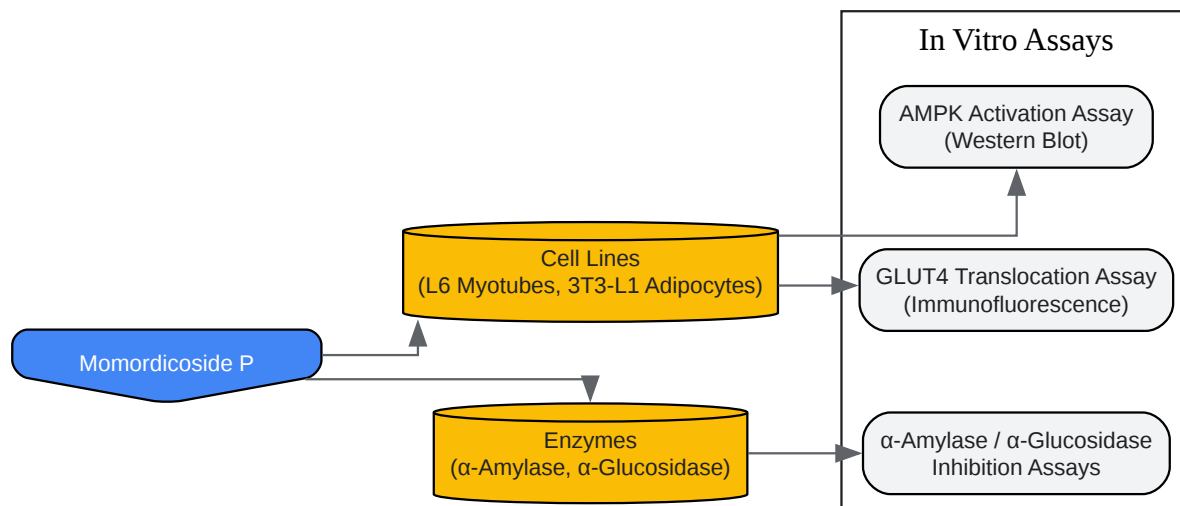 In Vitro Assays
AMPK Activation Assay
(Western Blot)
Cell Lines
(L6 Myotubes, 3T3-L1 Adipocytes)
GLUT4 Translocation Assay
(Immunofluorescence)
Momordicoside P
Enzymes
(α-Amylase, α-Glucosidase)
α-Amylase / α-Glucosidase
Inhibition Assays